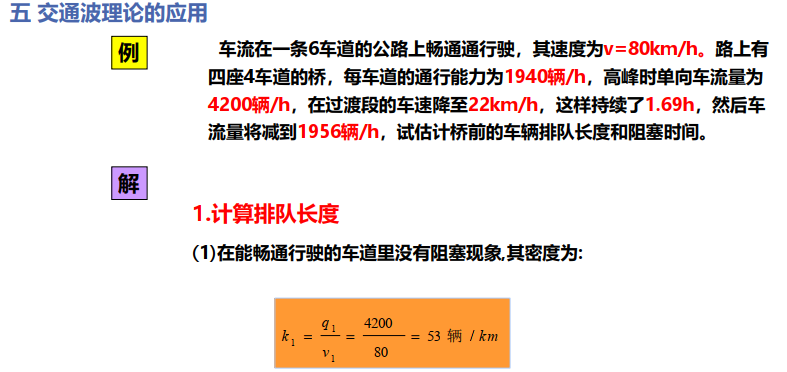 五 交通波理论的应用
例
车流在一条6车道的公路上畅通通行驶，其速度为v=80km/h。路上有
四座4车道的桥，每车道的通行能力为1940辆/h，高峰时单向车流量为
4200辆/h，在过渡段的车速降至22km/h，这样持续了1.69h，然后车
流量将减到1956辆/h，试估计桥前的车辆排队长度和阻塞时间。
解
1.计算排队长度
(1)在能畅通行驶的车道里没有阻塞现象,其密度为:
k₁ = q₁/v₁ = 4200/80 = 53 辆 / km